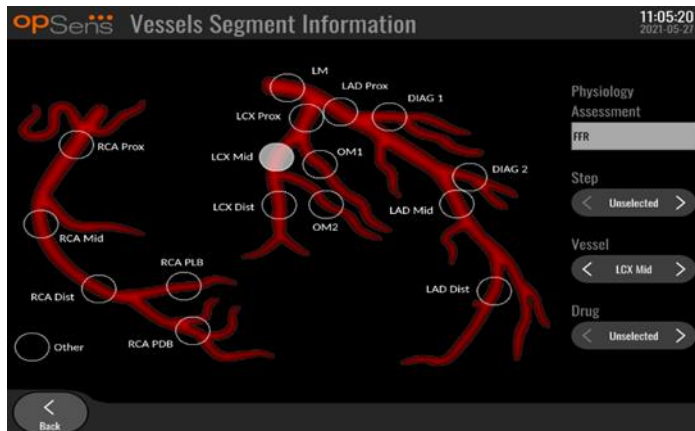 opSens Vessels Segment Information
11:05:20
2021-05-27
LM
LAD Prox
DIAG 1
LCX Prox
RCA Prox
LCX Mid
OM1
DIAG 2
LCX Dist
OM2
LAD Mid
RCA Mid
RCA PLB
RCA Dist
LAD Dist
RCA PDB
Other
Physiology
Assessment
FFR
Step
< Unselected >
Vessel
< LCX Mid >
Drug
< Unselected >
<
Back